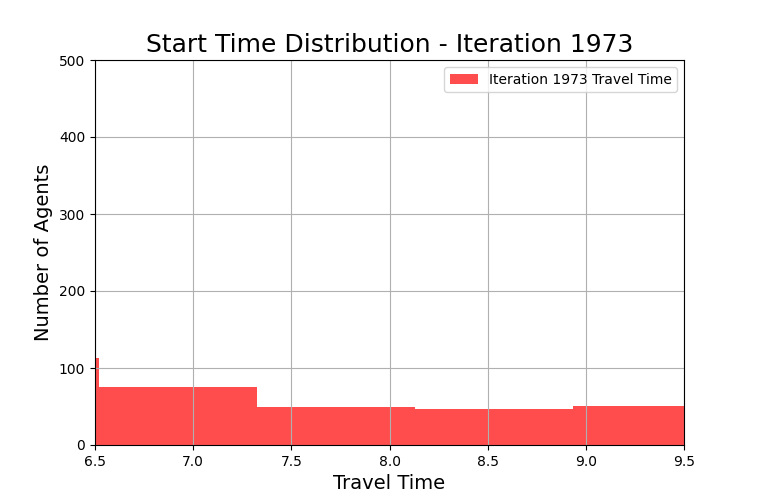 Start Time Distribution - Iteration 1973
Iteration 1973 Travel Time
Number of Agents
500
400
300
200
100
0
6.5 7.0 7.5 8.0 8.5 9.0 9.5
Travel Time